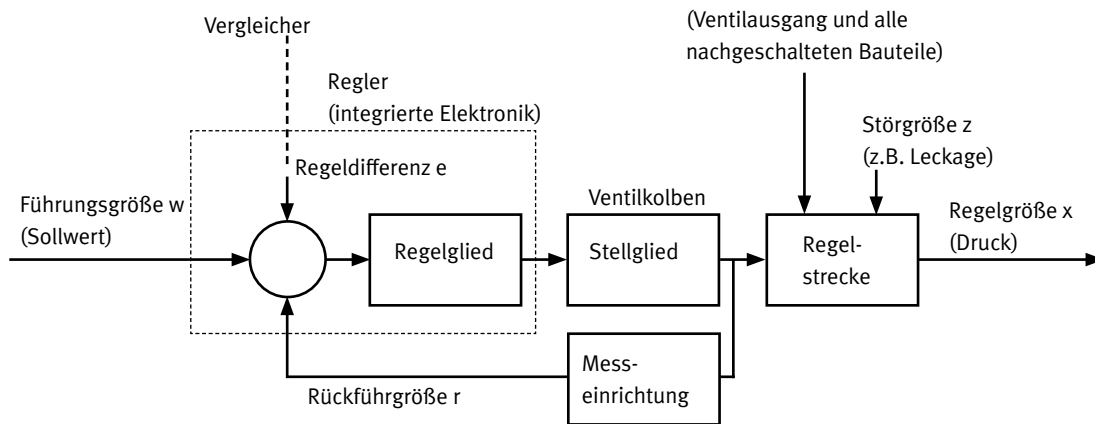 Vergleicher
(Ventilausgang und alle
nachgeschalteten Bauteile)
Regler
(integrierte Elektronik)
Störgröße z
(z.B. Leckage)
Regeldifferenz e
Führungsgröße w
(Sollwert)
Ventilkolben
Regelgröße x
(Druck)
Regelglied
Stellglied
Regel-
strecke
Mess-
einrichtung
Rückführgröße r